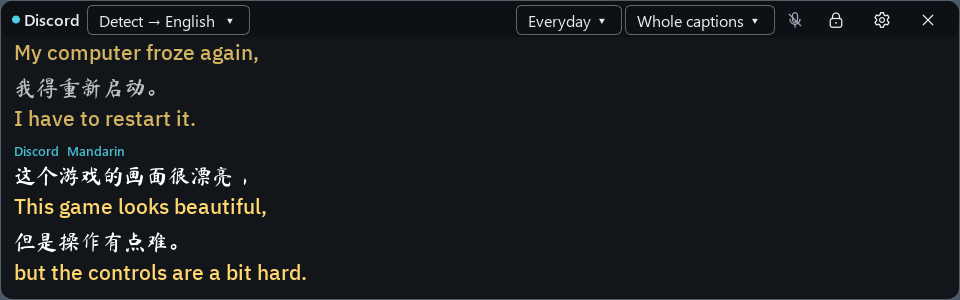 Discord Detect → English Everyday Whole captions
My computer froze again,
我得重新启动。
I have to restart it.
Discord Mandarin
这个游戏的画面很漂亮，
This game looks beautiful,
但是操作有点难。
but the controls are a bit hard.